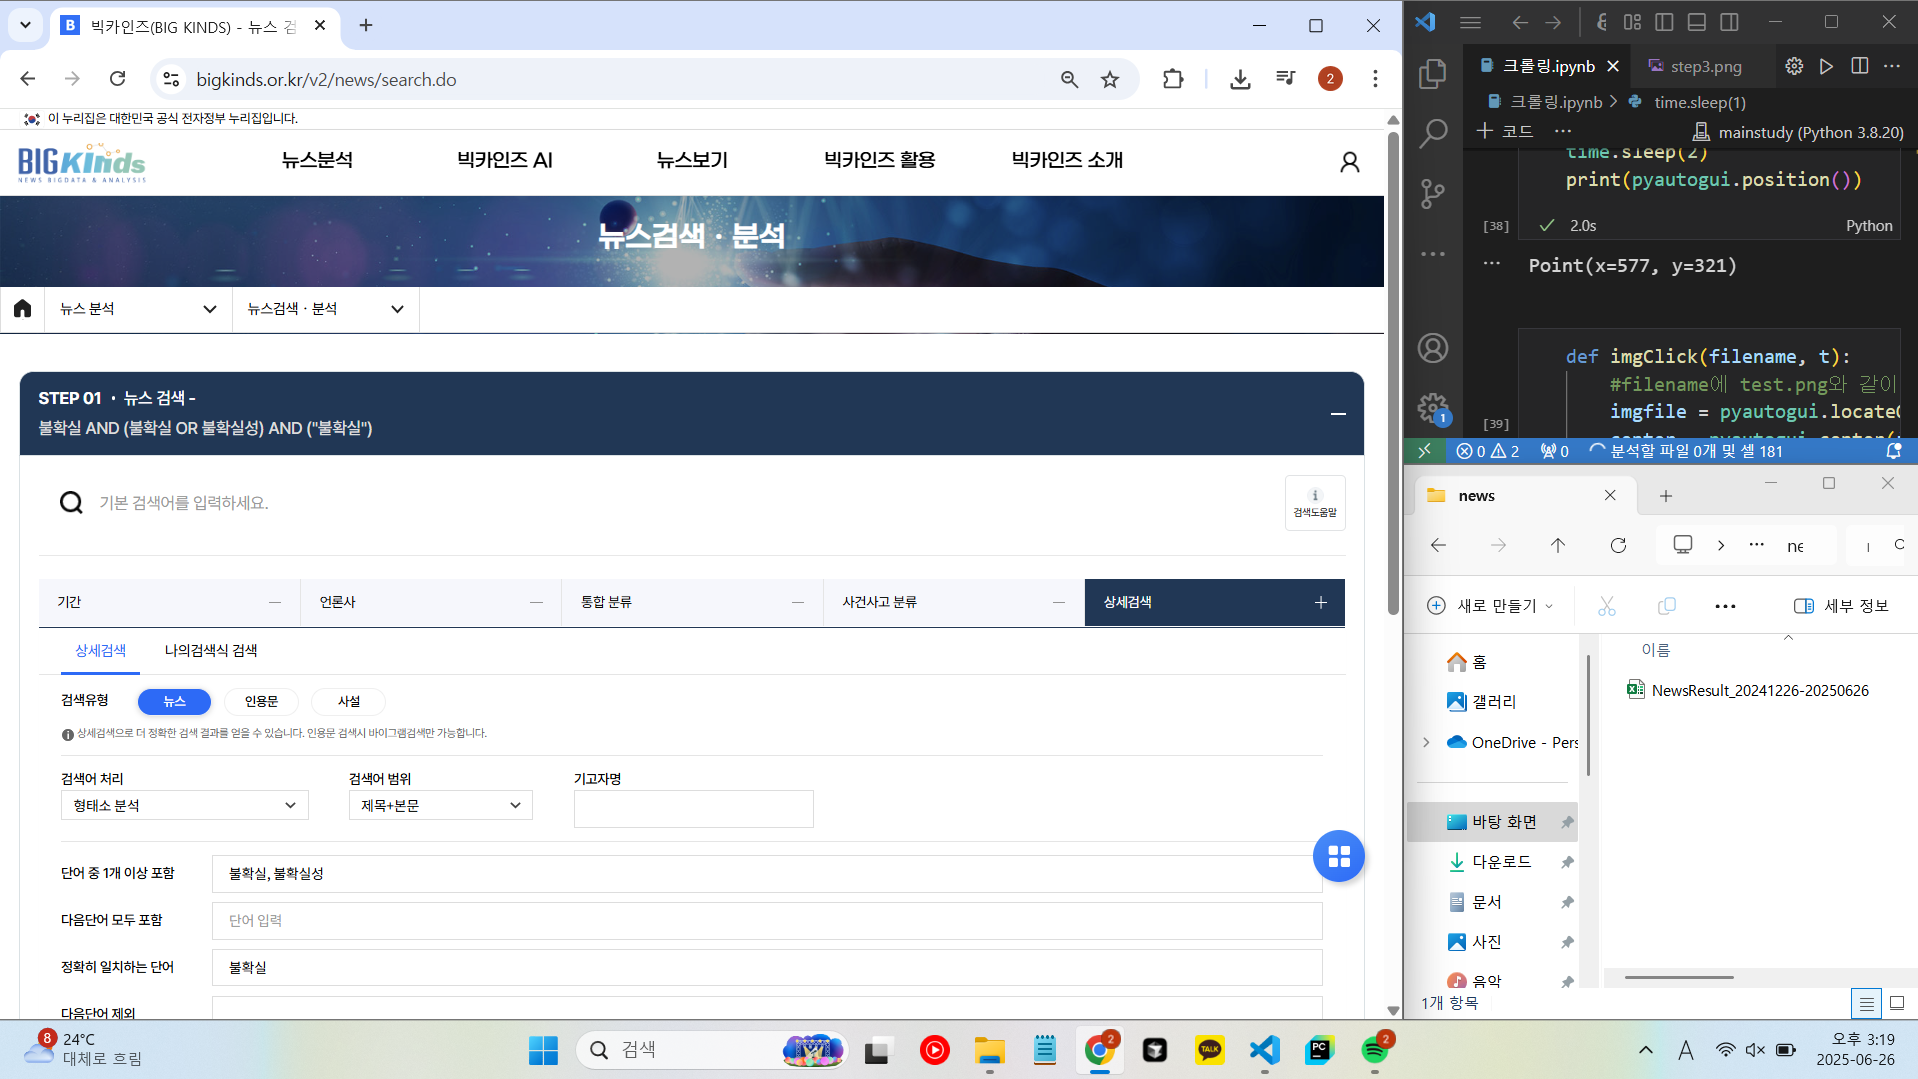 빅카인즈(BIG KINDS) - 뉴스 검
bigkinds.or.kr/v2/news/search.do
2
이 누리집은 대한민국 공식 전자정부 누리집입니다.
BIGKinds
NEWS BIGDATA & ANALYSIS
뉴스분석
빅카인즈 AI
뉴스보기
빅카인즈 활용
빅카인즈 소개
뉴스검색 · 분석
뉴스 분석
뉴스검색 · 분석
STEP 01 · 뉴스 검색 -
불확실 AND (불확실 OR 불확실성) AND ("불확실")
기본 검색어를 입력하세요.
검색도움말
기간
언론사
통합 분류
사건사고 분류
상세검색
상세검색
나의검색식 검색
검색유형
뉴스
인용문
사설
상세검색으로 더 정확한 검색 결과를 얻을 수 있습니다. 인용문 검색시 바이그램검색만 가능합니다.
검색어 처리
검색어 범위
기고자명
형태소 분석
제목+본문
단어 중 1개 이상 포함
불확실, 불확실성
다음단어 모두 포함
단어 입력
정확히 일치하는 단어
불확실
다음단어 제외
크롤링.ipynb
step3.png
크롤링.ipynb > time.sleep(1)
+ 코드 ···
mainstudy (Python 3.8.20)
time.sleep(2)
print(pyautogui.position())
[38]
2.0s
Python
Point(x=577, y=321)
def imgClick(filename, t):
#filename에 test.png와 같이
imgfile = pyautogui.locate
[39]
1
0 2 0 분석할 파일 0개 및 셀 181
news
새로 만들기
세부 정보
이름
홈
갤러리
OneDrive - Pers
바탕 화면
다운로드
문서
사진
음악
NewsResult_20241226-20250626
1개 항목
8
24°C
대체로 흐림
검색
TALK
2
PC
2
A
오후 3:19
2025-06-26